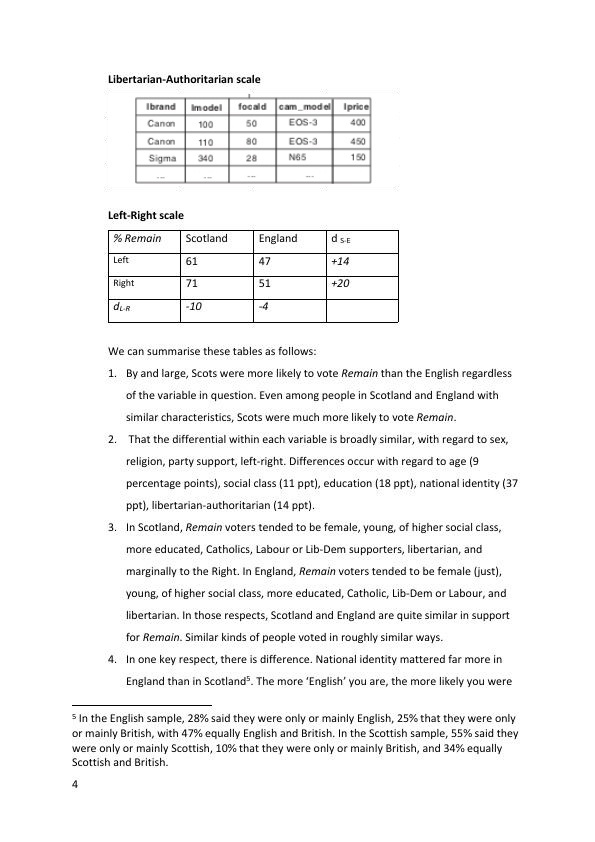 Libertarian-Authoritarian scale
lbrand lmodel focald cam_model lprice
Canon 100 50 EOS-3 400
Canon 110 80 EOS-3 450
Sigma 340 28 N65 150
... ... ... ...
Left-Right scale
% Remain Scotland England d S-E
Left 61 47 +14
Right 71 51 +20
dL-R -10 -4
We can summarise these tables as follows:
1. By and large, Scots were more likely to vote Remain than the English regardless
of the variable in question. Even among people in Scotland and England with
similar characteristics, Scots were much more likely to vote Remain.
2. That the differential within each variable is broadly similar, with regard to sex,
religion, party support, left-right. Differences occur with regard to age (9
percentage points), social class (11 ppt), education (18 ppt), national identity (37
ppt), libertarian-authoritarian (14 ppt).
3. In Scotland, Remain voters tended to be female, young, of higher social class,
more educated, Catholics, Labour or Lib-Dem supporters, libertarian, and
marginally to the Right. In England, Remain voters tended to be female (just),
young, of higher social class, more educated, Catholic, Lib-Dem or Labour, and
libertarian. In those respects, Scotland and England are quite similar in support
for Remain. Similar kinds of people voted in roughly similar ways.
4. In one key respect, there is difference. National identity mattered far more in
England than in Scotland⁵. The more ‘English’ you are, the more likely you were
⁵ In the English sample, 28% said they were only or mainly English, 25% that they were only
or mainly British, with 47% equally English and British. In the Scottish sample, 55% said they
were only or mainly Scottish, 10% that they were only or mainly British, and 34% equally
Scottish and British.
4